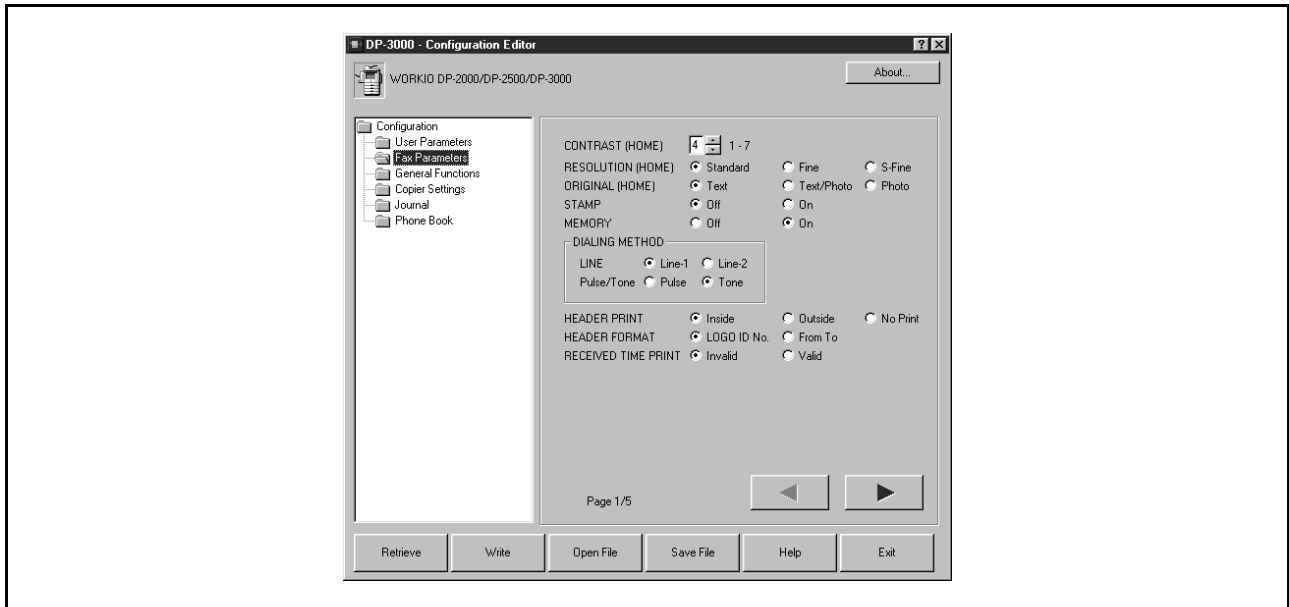 DP-3000 - Configuration Editor
WORKIO DP-2000/DP-2500/DP-3000
About...
Configuration
User Parameters
Fax Parameters
General Functions
Copier Settings
Journal
Phone Book
CONTRAST (HOME) 4 1 - 7
RESOLUTION (HOME) Standard Fine S-Fine
ORIGINAL (HOME) Text Text/Photo Photo
STAMP Off On
MEMORY Off On
DIALING METHOD
LINE Line-1 Line-2
Pulse/Tone Pulse Tone
HEADER PRINT Inside Outside No Print
HEADER FORMAT LOGO ID No. From To
RECEIVED TIME PRINT Invalid Valid
Page 1/5
Retrieve Write Open File Save File Help Exit